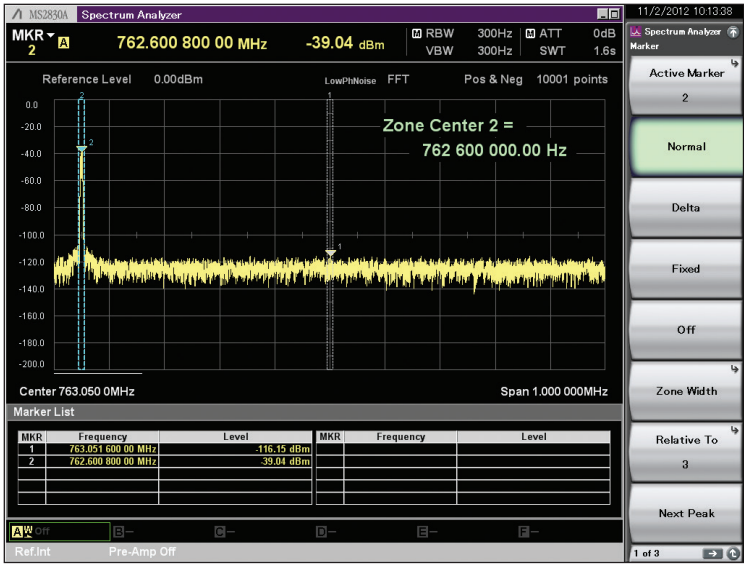 MS2830A Spectrum Analyzer
11/2/2012 10:13:38
MKR 2 A 762.600 800 00 MHz -39.04 dBm
M RBW 300Hz M ATT 0dB
VBW 300Hz SWT 1.6s
Reference Level 0.00dBm LowPhNoise FFT Pos & Neg 10001 points
2 1
0.0
-20.0
-40.0
-60.0
-80.0
-100.0
-120.0
-140.0
-160.0
-180.0
-200.0
Zone Center 2 =
762 600 000.00 Hz
2
1
Center 763.050 0MHz Span 1.000 000MHz
Marker List
MKR Frequency Level MKR Frequency Level
1 763.051 600 00 MHz -116.15 dBm
2 762.600 800 00 MHz -39.04 dBm
A Off B- C- D- E- F-
Ref.Int Pre-Amp Off
Spectrum Analyzer
Marker
Active Marker
2
Normal
Delta
Fixed
Off
Zone Width
Relative To
3
Next Peak
1 of 3